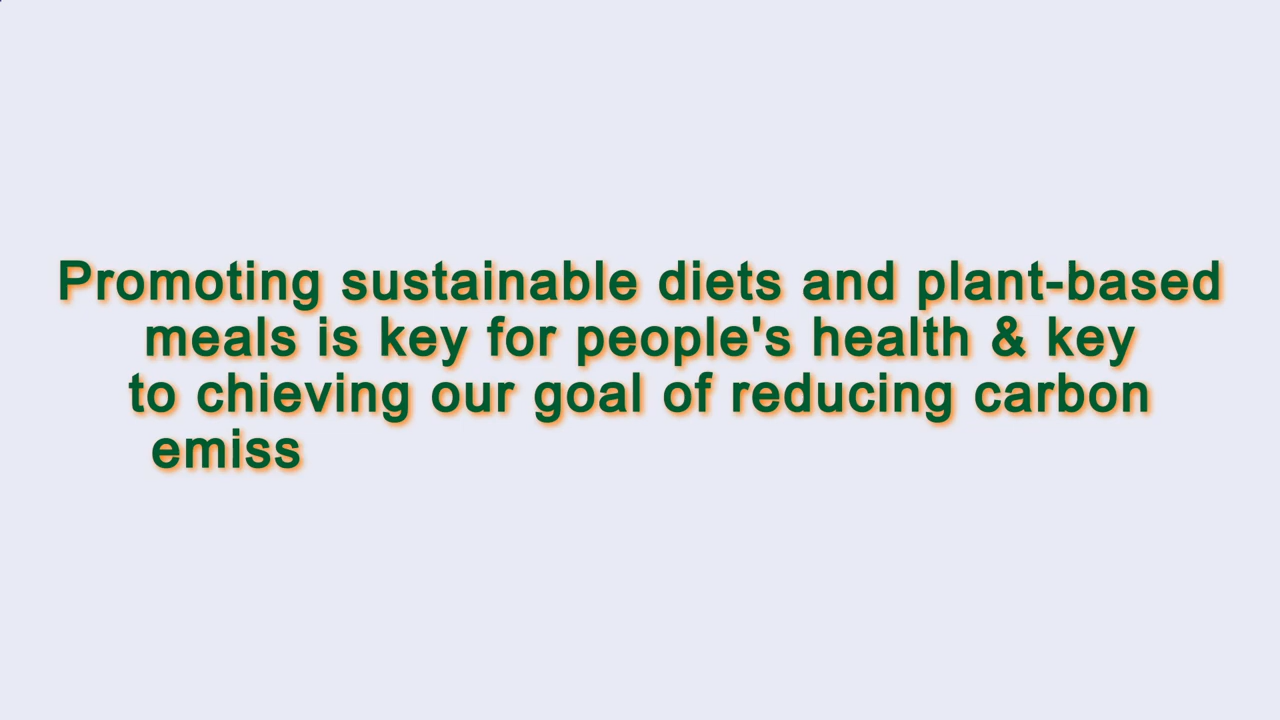 Promoting sustainable diets and plant-based
meals is key for people's health & key
to chieving our goal of reducing carbon
emiss